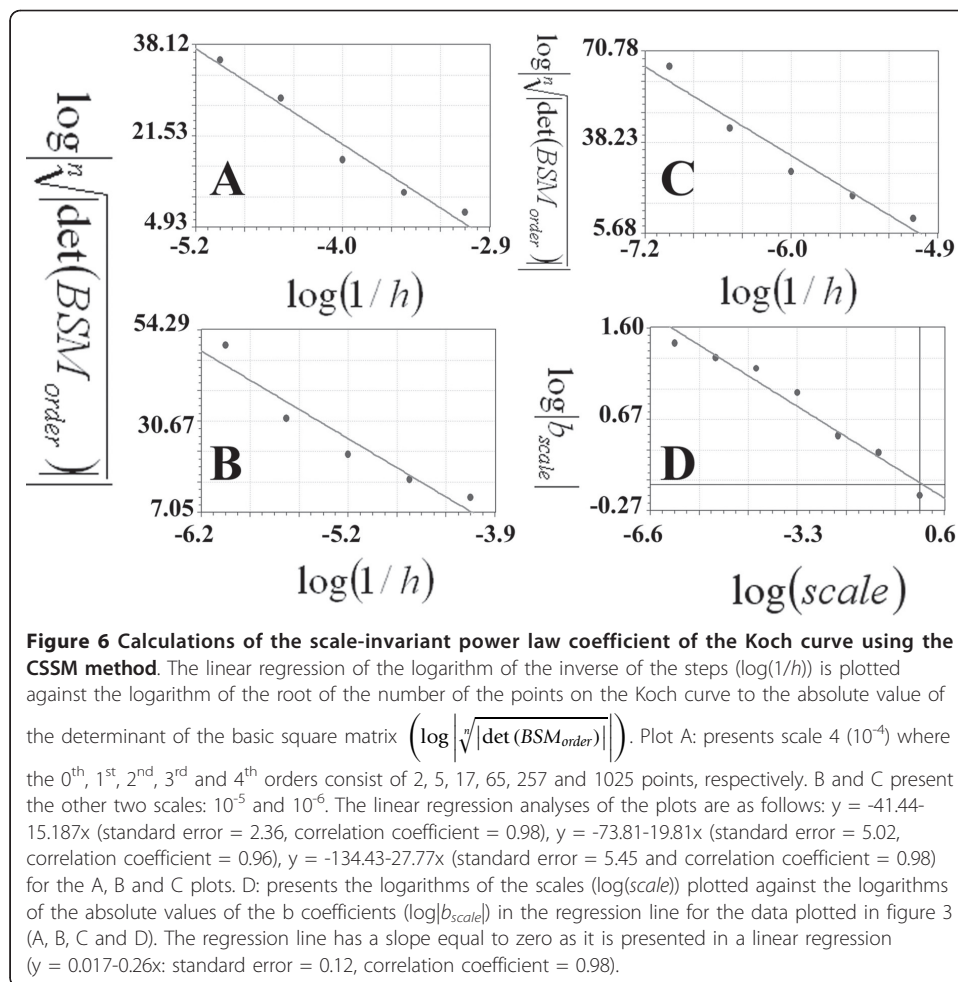 38.12
21.53
4.93
-5.2 -4.0 -2.9
A
log(1/h)
log|ⁿ√|det(BSM_order)||
70.78
38.23
5.68
-7.2 -6.0 -4.9
C
log(1/h)
log|ⁿ√|det(BSM_order)||
54.29
30.67
7.05
-6.2 -5.2 -3.9
B
log(1/h)
1.60
0.67
-0.27
-6.6 -3.3 0.6
D
log(scale)
log|b_scale|
Figure 6 Calculations of the scale-invariant power law coefficient of the Koch curve using the
CSSM method. The linear regression of the logarithm of the inverse of the steps (log(1/h)) is plotted
against the logarithm of the root of the number of the points on the Koch curve to the absolute value of
the determinant of the basic square matrix (log|ⁿ√|det (BSM_order)||). Plot A: presents scale 4 (10⁻⁴) where
the 0ᵗʰ, 1ˢᵗ, 2ⁿᵈ, 3ʳᵈ and 4ᵗʰ orders consist of 2, 5, 17, 65, 257 and 1025 points, respectively. B and C present
the other two scales: 10⁻⁵ and 10⁻⁶. The linear regression analyses of the plots are as follows: y = -41.44-
15.187x (standard error = 2.36, correlation coefficient = 0.98), y = -73.81-19.81x (standard error = 5.02,
correlation coefficient = 0.96), y = -134.43-27.77x (standard error = 5.45 and correlation coefficient = 0.98)
for the A, B and C plots. D: presents the logarithms of the scales (log(scale)) plotted against the logarithms
of the absolute values of the b coefficients (log|b_scale|) in the regression line for the data plotted in figure 3
(A, B, C and D). The regression line has a slope equal to zero as it is presented in a linear regression
(y = 0.017-0.26x: standard error = 0.12, correlation coefficient = 0.98).